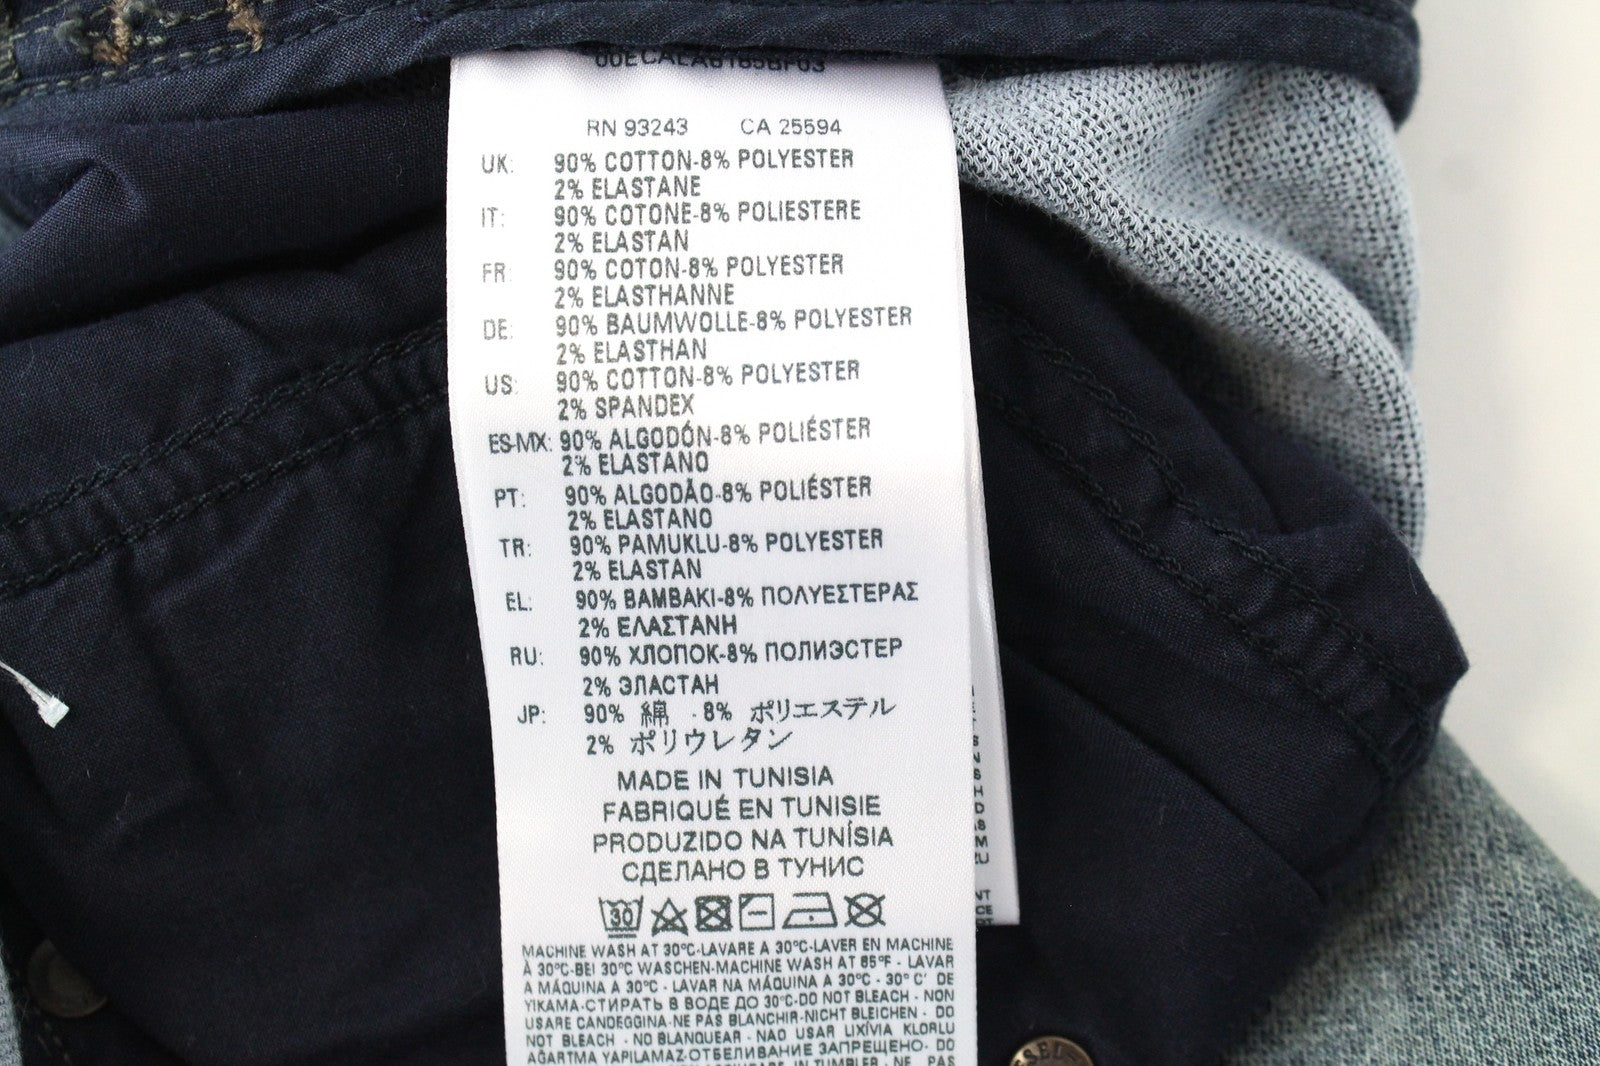 RN 93243 CA 25594
UK: 90% COTTON-8% POLYESTER
2% ELASTANE
IT: 90% COTONE-8% POLIESTERE
2% ELASTAN
FR: 90% COTON-8% POLYESTER
2% ELASTHANNE
DE: 90% BAUMWOLLE-8% POLYESTER
2% ELASTHAN
US: 90% COTTON-8% POLYESTER
2% SPANDEX
ES-MX: 90% ALGODÓN-8% POLIÉSTER
2% ELASTANO
PT: 90% ALGODÃO-8% POLIÉSTER
2% ELASTANO
TR: 90% PAMUKLU-8% POLYESTER
2% ELASTAN
EL: 90% ΒΑΜΒΑΚΙ-8% ΠΟΛΥΕΣΤΕΡΑΣ
2% ΕΛΑΣΤΑΝΗ
RU: 90% ХЛОПОК-8% ПОЛИЭСТЕР
2% ЭЛАСТАН
JP: 90% 綿 - 8% ポリエステル
2% ポリウレタン
MADE IN TUNISIA
FABRIQUÉ EN TUNISIE
PRODUZIDO NA TUNÍSIA
СДЕЛАНО В ТУНИС
30
MACHINE WASH AT 30°C-LAVARE A 30°C-LAVER EN MACHINE
À 30°C-BEI 30°C WASCHEN-MACHINE WASH AT 85°F - LAVAR
A MÁQUINA A 30°C - LAVAR NA MÁQUINA A 30°C - 30° C' DE
YIKAMA-СТИРАТЬ В ВОДЕ ДО 30°C-DO NOT BLEACH - NON
USARE CANDEGGINA-NE PAS BLANCHIR-NICHT BLEICHEN - DO
NOT BLEACH - NO BLANQUEAR - NÃO USAR LIXÍVIA KLORLU
AĞARTMA YAPILAMAZ-ОТБЕЛИВАНИЕ ЗАПРЕЩЕНО- DO